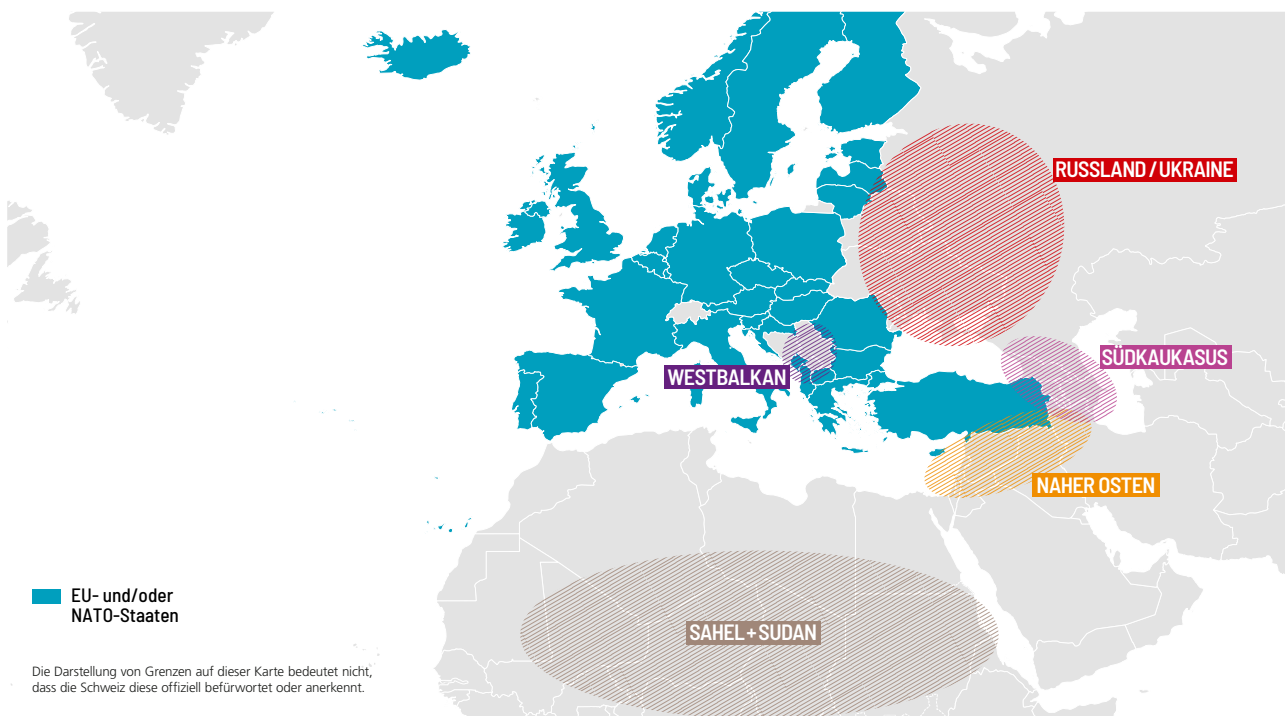 RUSSLAND / UKRAINE
SÜDKAUKASUS
WESTBALKAN
NAHER OSTEN
EU- und/oder
NATO-Staaten
SAHEL + SUDAN
Die Darstellung von Grenzen auf dieser Karte bedeutet nicht,
dass die Schweiz diese offiziell befürwortet oder anerkennt.